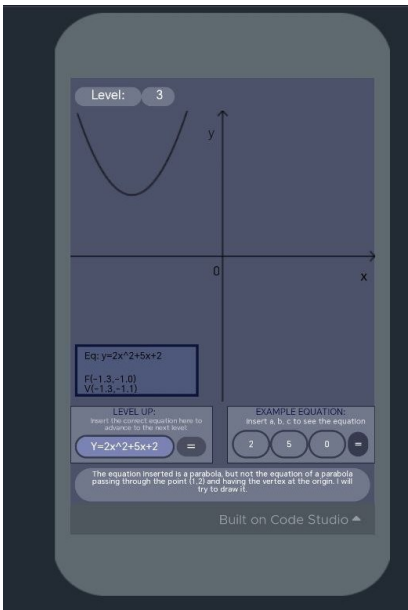 Level: 3
y
0
x
Eq: y=2x^2+5x+2
F(-1.3,-1.0)
V(-1.3,-1.1)
LEVEL UP:
Insert the correct equation here to
advance to the next level
Y=2x^2+5x+2 =
EXAMPLE EQUATION:
insert a, b, c to see the equation
2 5 0 =
The equation inserted is a parabola, but not the equation of a parabola
passing through the point (1,2) and having the vertex at the origin. I will
try to draw it.
Built on Code Studio